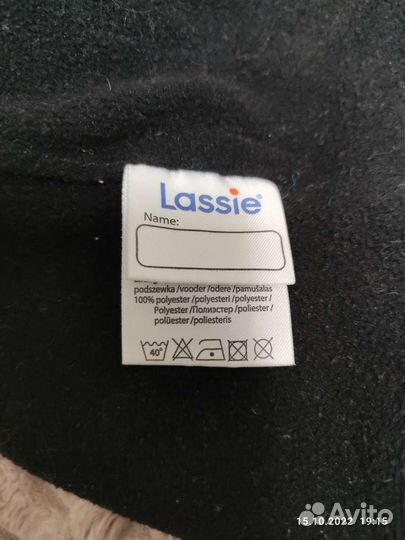 Lassie®
Name:
podszewka /vooder /odere /pamušalas
100% polyester /polyesteri /polyester /
Polyester /Полиэстер /poliester /
polüester /poliesteris
40°
15.10.2022 19:15
Avito